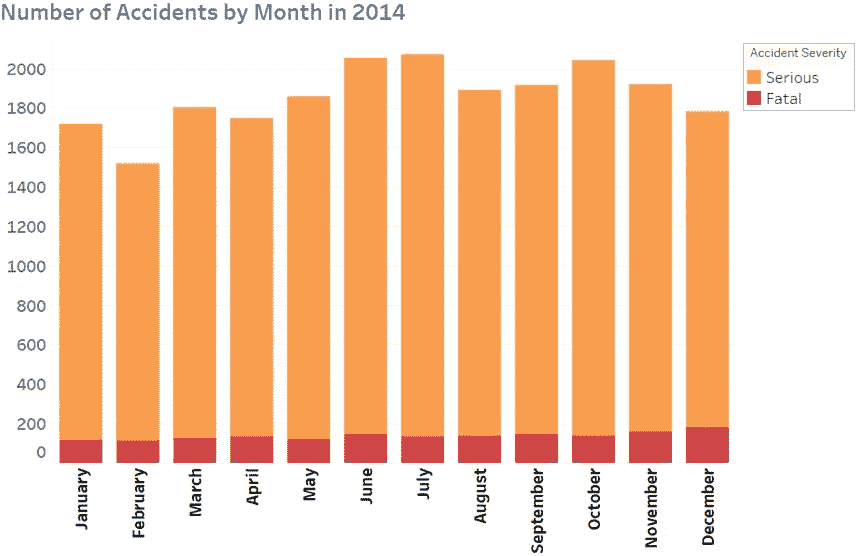 Number of Accidents by Month in 2014
Accident Severity
Serious
Fatal
2000
1800
1600
1400
1200
1000
800
600
400
200
0
January
February
March
April
May
June
July
August
September
October
November
December